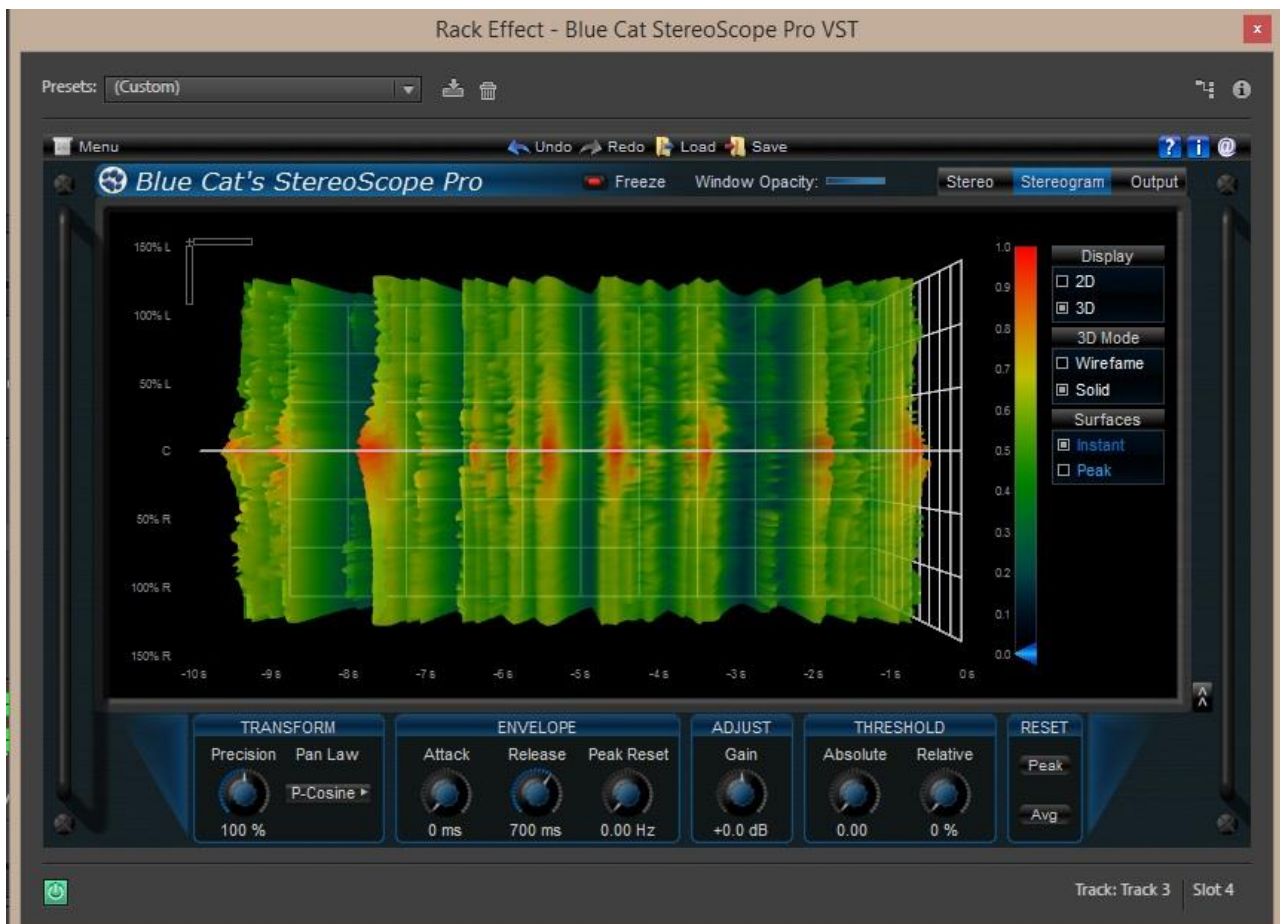 Rack Effect - Blue Cat StereoScope Pro VST
x
Presets: (Custom)
Menu Undo Redo Load Save ? i @
Blue Cat's StereoScope Pro Freeze Window Opacity: Stereo Stereogram Output
150% L
100% L
50% L
C
50% R
100% R
150% R
-10 s -9 s -8 s -7 s -6 s -5 s -4 s -3 s -2 s -1 s 0 s
1.0
0.9
0.8
0.7
0.6
0.5
0.4
0.3
0.2
0.1
0.0
Display
2D
3D
3D Mode
Wirefame
Solid
Surfaces
Instant
Peak
TRANSFORM
Precision Pan Law
P-Cosine
100 %
ENVELOPE
Attack Release Peak Reset
0 ms 700 ms 0.00 Hz
ADJUST
Gain
+0.0 dB
THRESHOLD
Absolute Relative
0.00 0 %
RESET
Peak
Avg
Track: Track 3 Slot 4